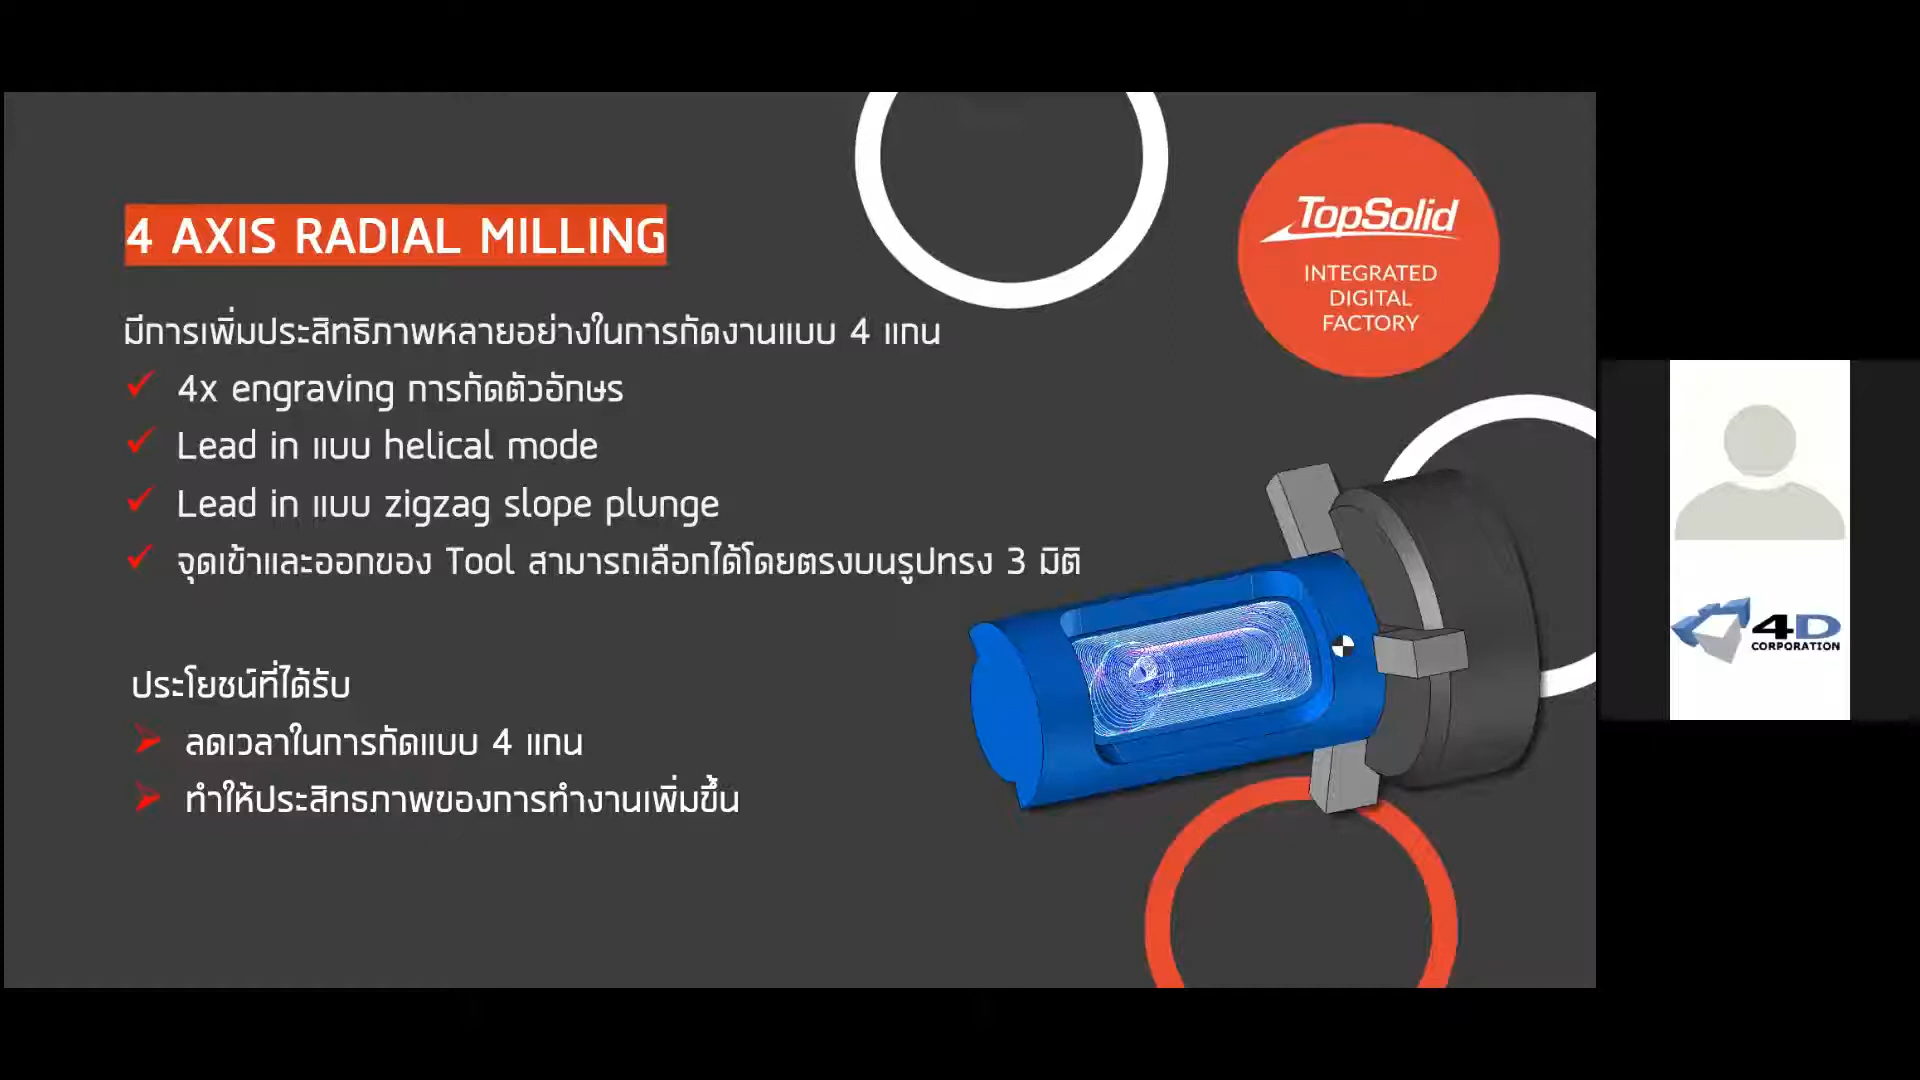 4 AXIS RADIAL MILLING
มีการเพิ่มประสิทธิภาพหลายอย่างในการกัดงานแบบ 4 แกน
✓ 4x engraving การกัดตัวอักษร
✓ Lead in แบบ helical mode
✓ Lead in แบบ zigzag slope plunge
✓ จุดเข้าและออกของ Tool สามารถเลือกได้โดยตรงบนรูปทรง 3 มิติ
ประโยชน์ที่ได้รับ
➢ ลดเวลาในการกัดแบบ 4 แกน
➢ ทำให้ประสิทธภาพของการทำงานเพิ่มขึ้น
TopSolid
INTEGRATED
DIGITAL
FACTORY
4D
CORPORATION